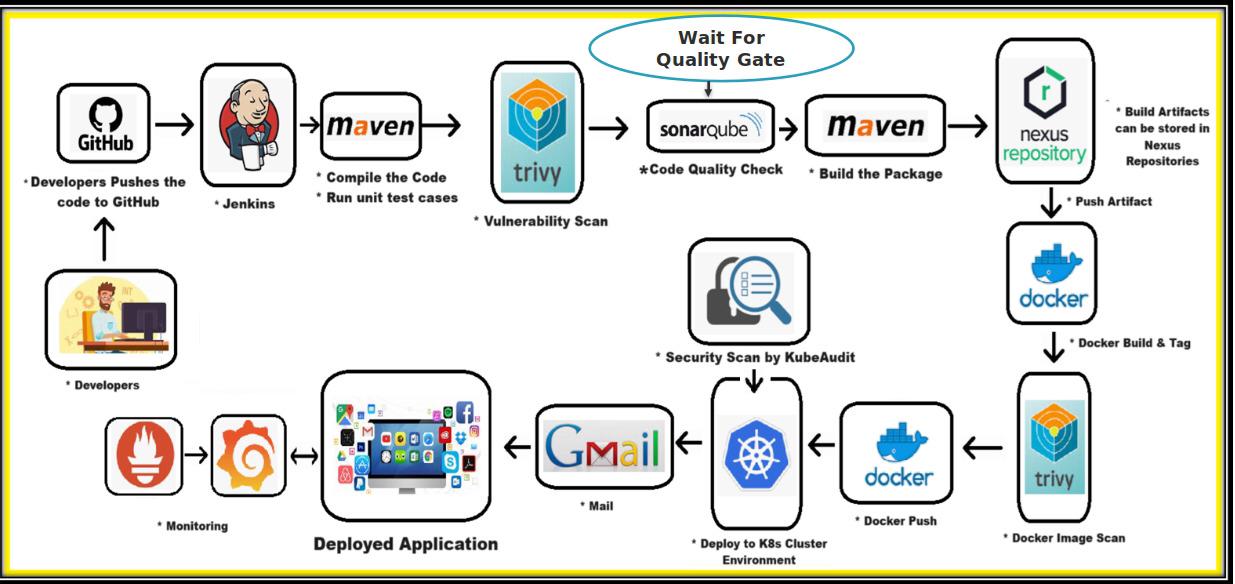 Wait For
Quality Gate
GitHub
* Developers Pushes the
code to GitHub
* Jenkins
maven
* Compile the Code
* Run unit test cases
trivy
* Vulnerability Scan
sonarqube
*Code Quality Check
maven
* Build the Package
nexus
repository
* Build Artifacts
can be stored in
Nexus
Repositories
* Push Artifact
docker
* Docker Build & Tag
trivy
* Docker Image Scan
docker
* Docker Push
* Security Scan by KubeAudit
* Deploy to K8s Cluster
Environment
Gmail
* Mail
Deployed Application
* Monitoring
INT
* Developers